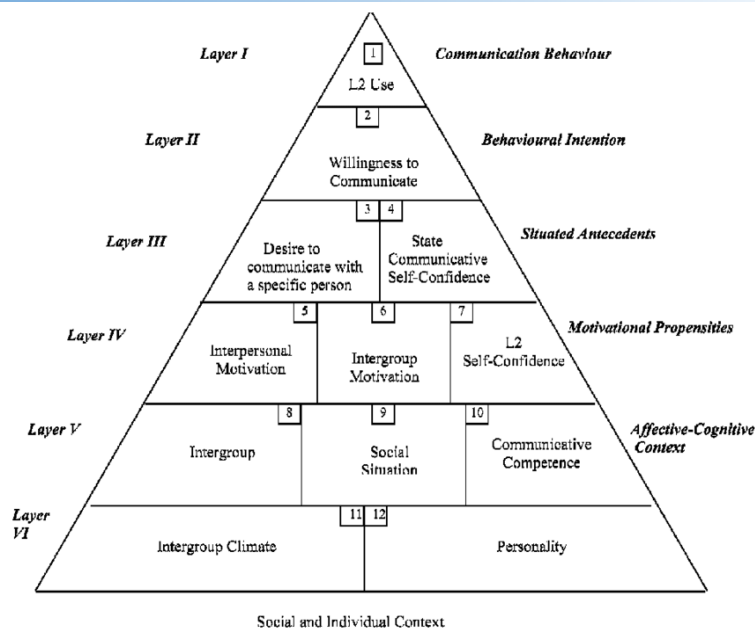 Layer I
1
Communication Behaviour
L2 Use
Layer II
2
Behavioural Intention
Willingness to
Communicate
Layer III
3
4
Situated Antecedents
Desire to
communicate with
a specific person
State
Communicative
Self-Confidence
Layer IV
5
6
7
Motivational Propensities
Interpersonal
Motivation
Intergroup
Motivation
L2
Self-Confidence
Layer V
8
9
10
Affective-Cognitive
Context
Intergroup
Social
Situation
Communicative
Competence
Layer
VI
11
12
Intergroup Climate
Personality
Social and Individual Context